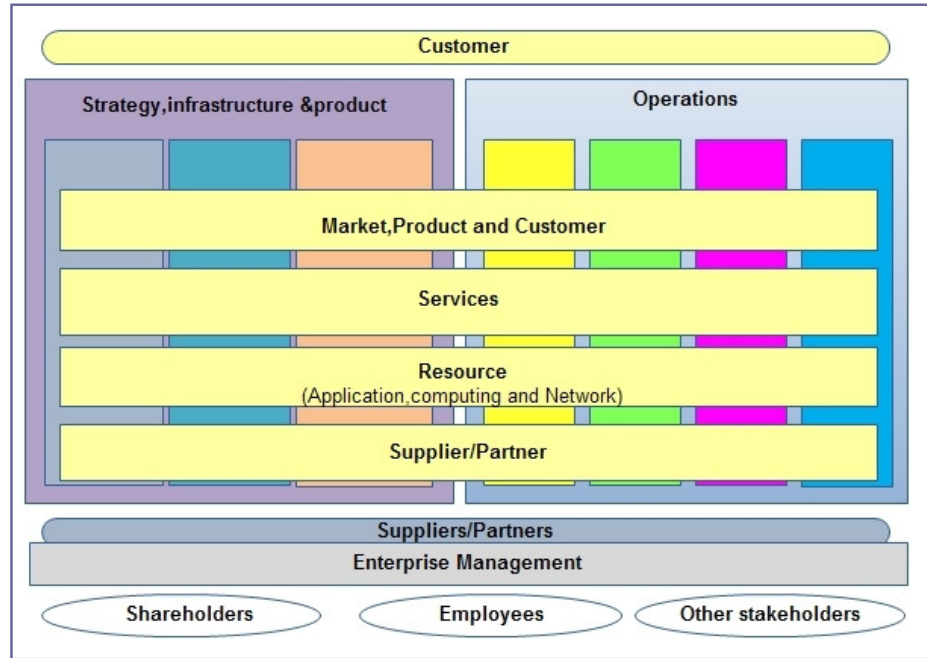 Customer
Strategy,infrastructure &product
Operations
Market,Product and Customer
Services
Resource
(Application,computing and Network)
Supplier/Partner
Suppliers/Partners
Enterprise Management
Shareholders
Employees
Other stakeholders